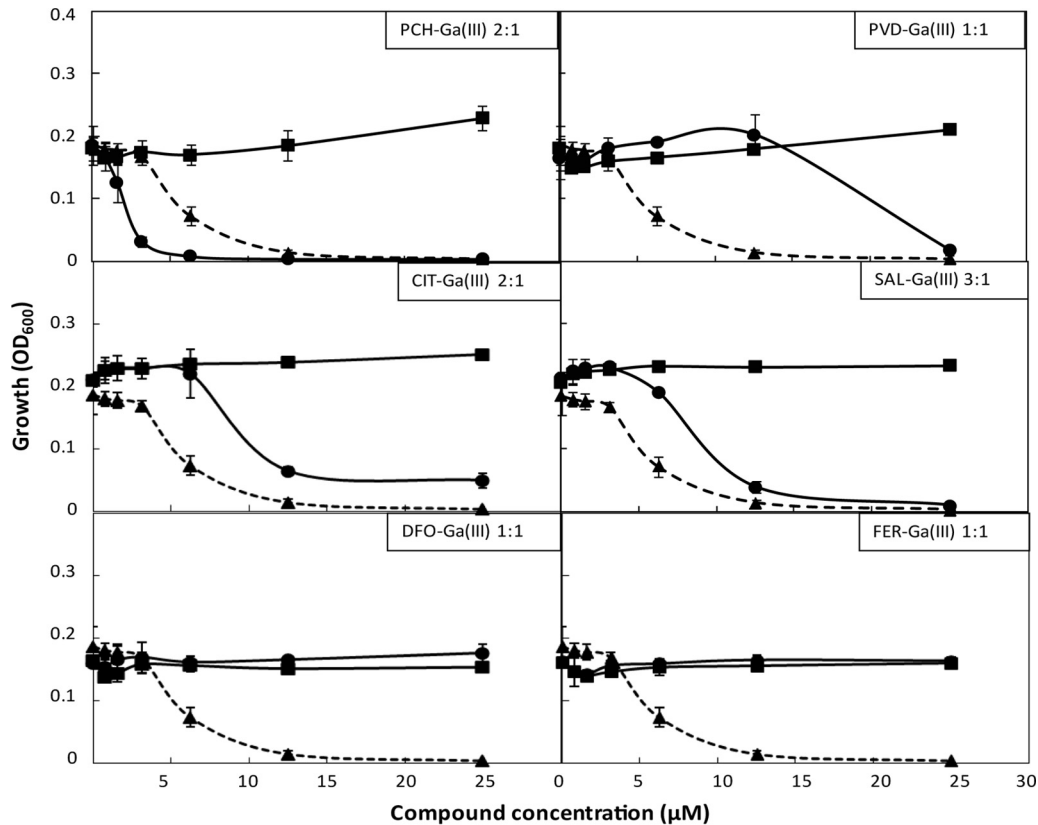 PCH-Ga(III) 2:1
PVD-Ga(III) 1:1
0.4
0.3
0.2
0.1
0
CIT-Ga(III) 2:1
SAL-Ga(III) 3:1
0.3
0.2
0.1
0
DFO-Ga(III) 1:1
FER-Ga(III) 1:1
0.3
0.2
0.1
0
Growth (OD600)
5 10 15 20 25 0 5 10 15 20 25 30
Compound concentration (μM)